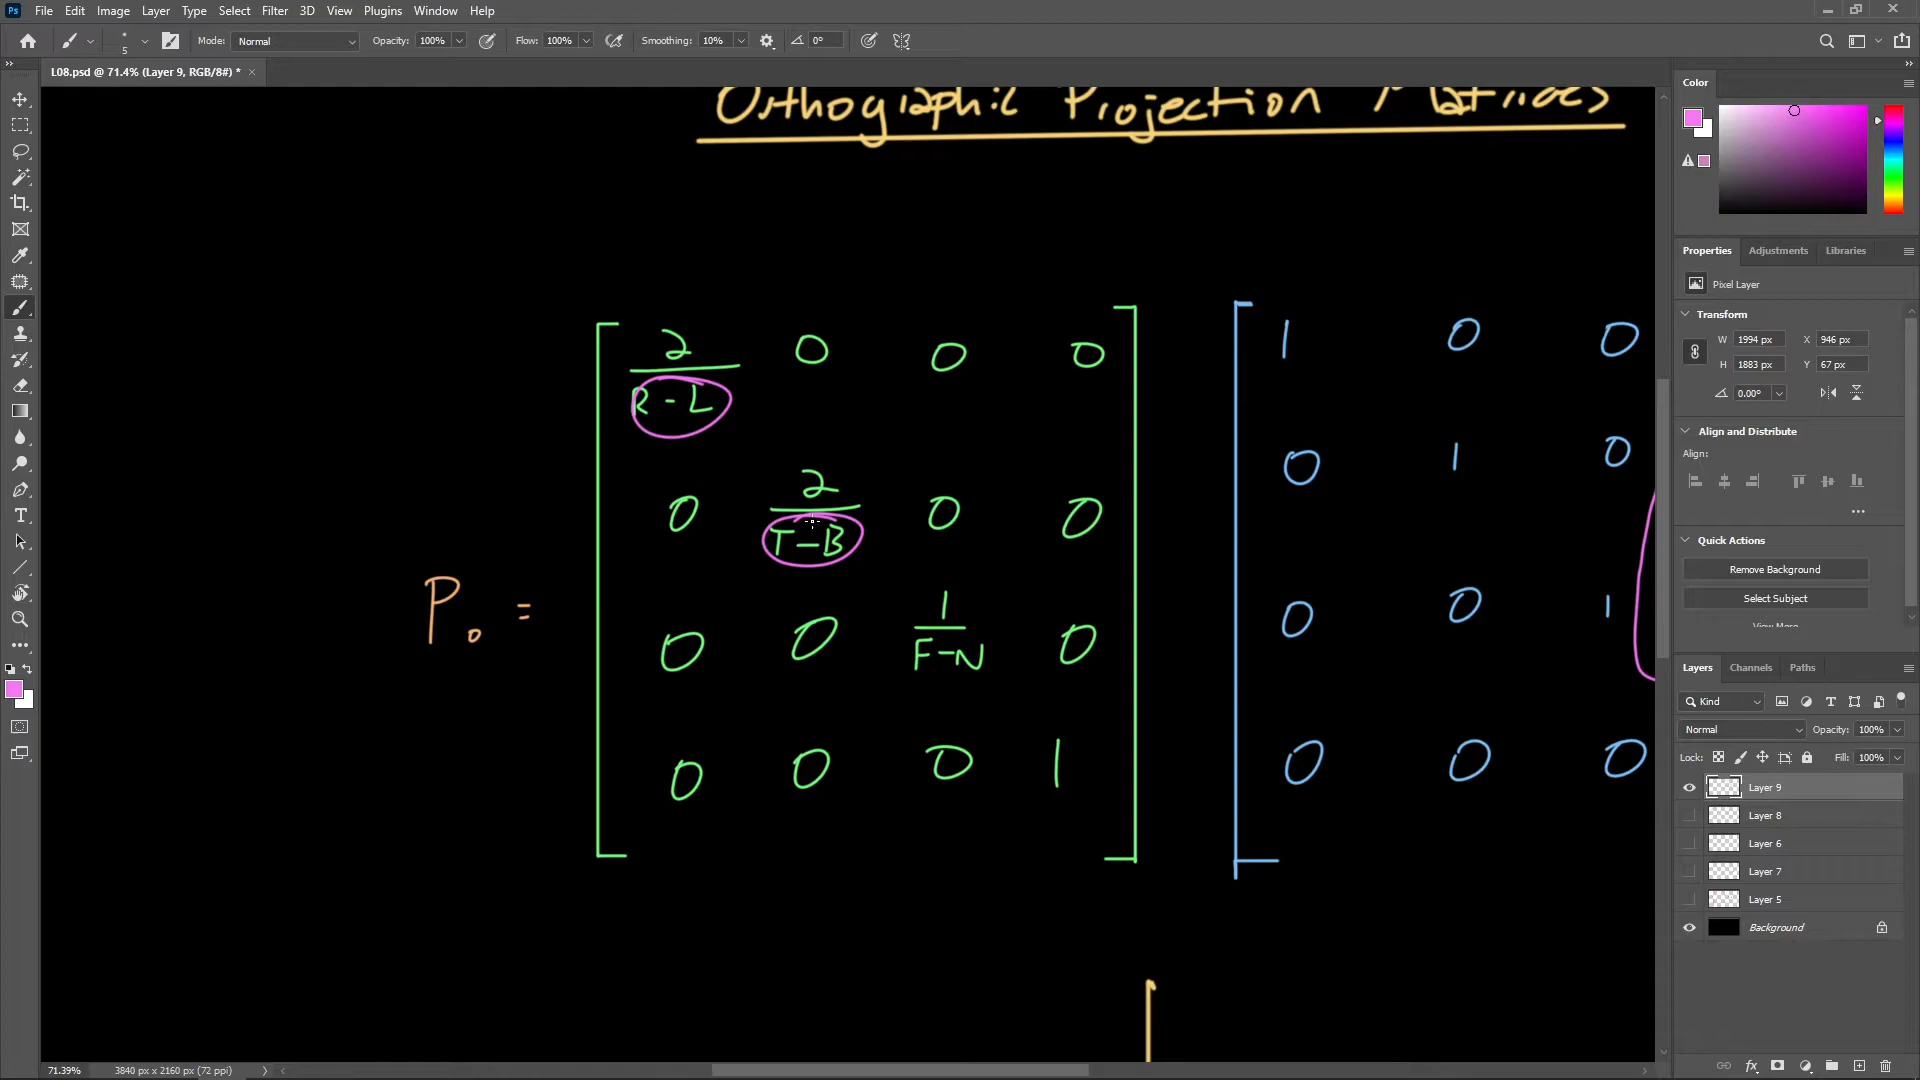 Ps File Edit Image Layer Type Select Filter 3D View Plugins Window Help
5 Mode: Normal Opacity: 100% Flow: 100% Smoothing: 10% 0°
L08.psd @ 71.4% (Layer 9, RGB/8#) * ×
Orthographic Projection Matrices
2 0 0 0 1 0 0
R - L
2
0 T - B 0 0 0 1 0
P0 =
1
0 0 F - N 0 0 0 1
0 0 0 1 0 0 0
71.39% 3840 px x 2160 px (72 ppi)
Color
Properties Adjustments Libraries
Pixel Layer
Transform
W 1994 px X 946 px
H 1883 px Y 67 px
0.00°
Align and Distribute
Align:
Quick Actions
Remove Background
Select Subject
View More
Layers Channels Paths
Kind
Normal Opacity: 100%
Lock: Fill: 100%
Layer 9
Layer 8
Layer 6
Layer 7
Layer 5
Background